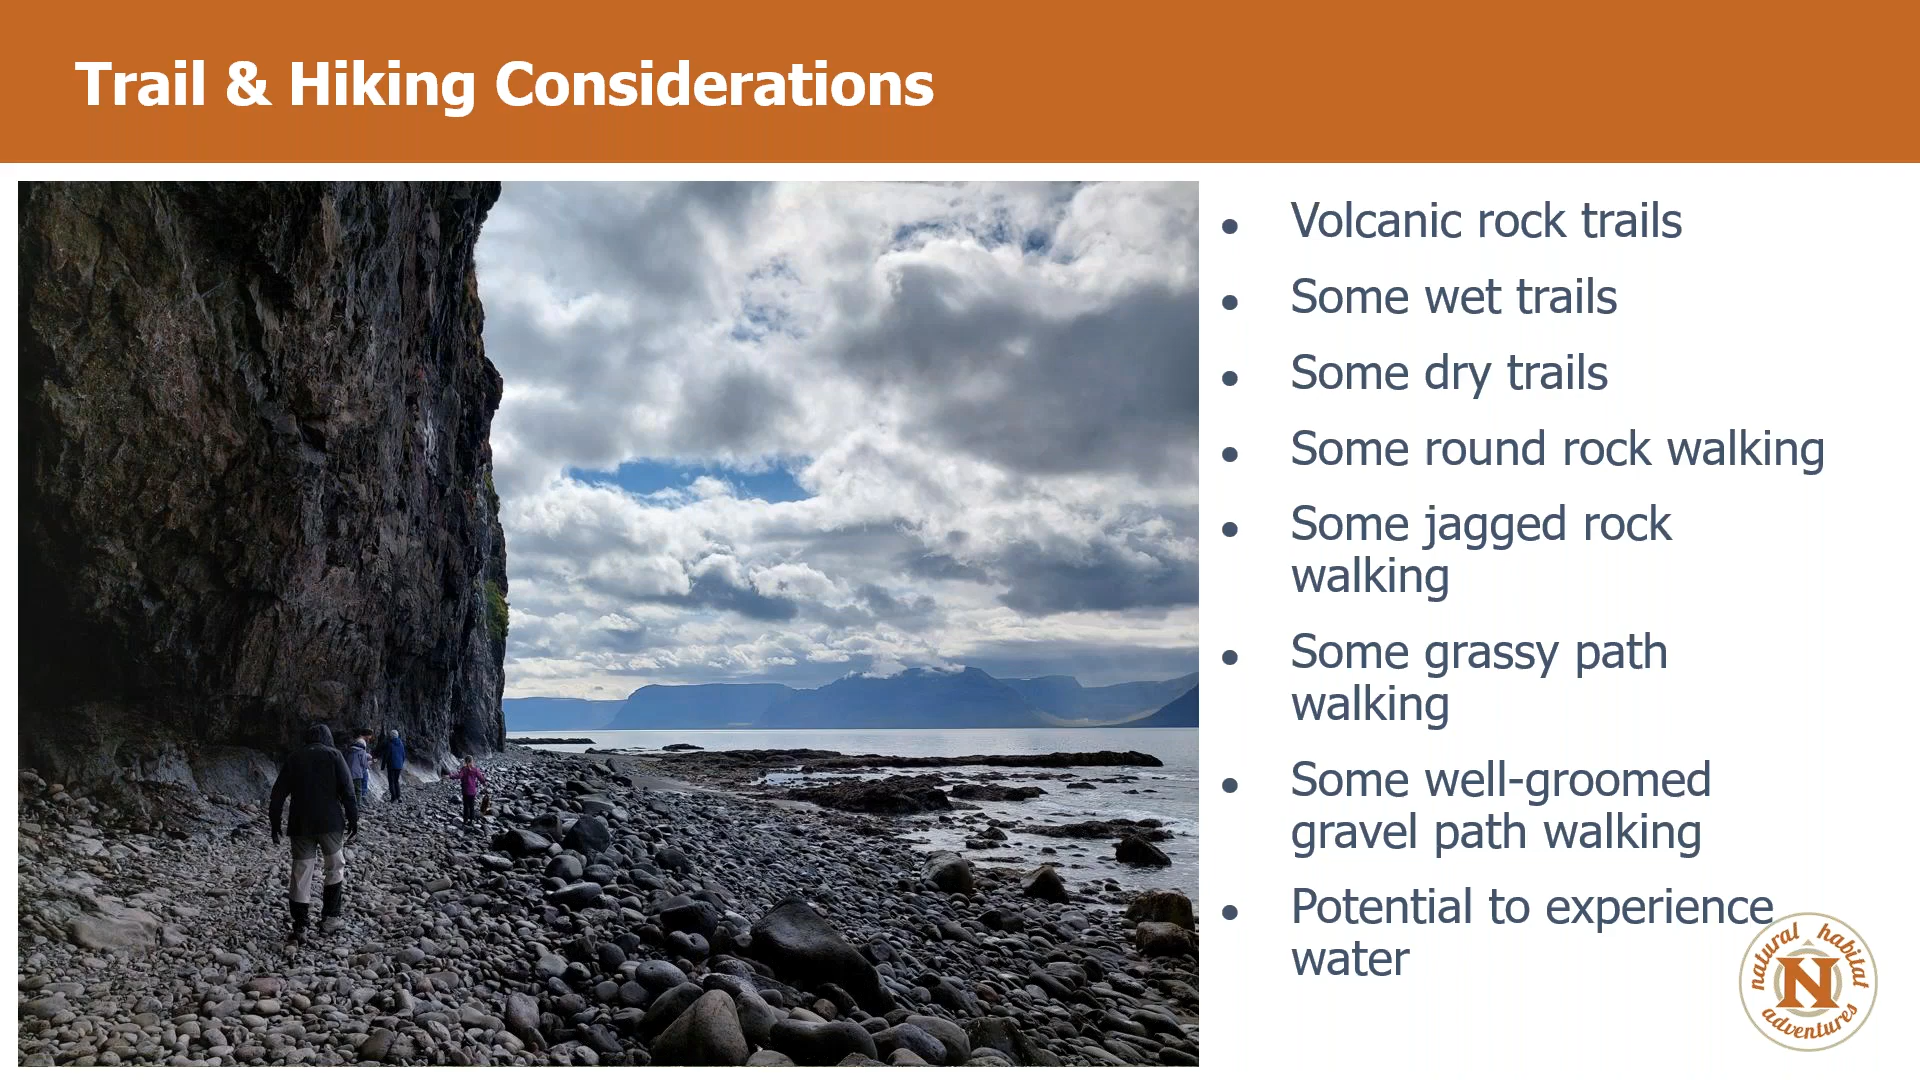 Trail & Hiking Considerations
• Volcanic rock trails
• Some wet trails
• Some dry trails
• Some round rock walking
• Some jagged rock
walking
• Some grassy path
walking
• Some well-groomed
gravel path walking
• Potential to experience
water
natural habitat
N
adventures